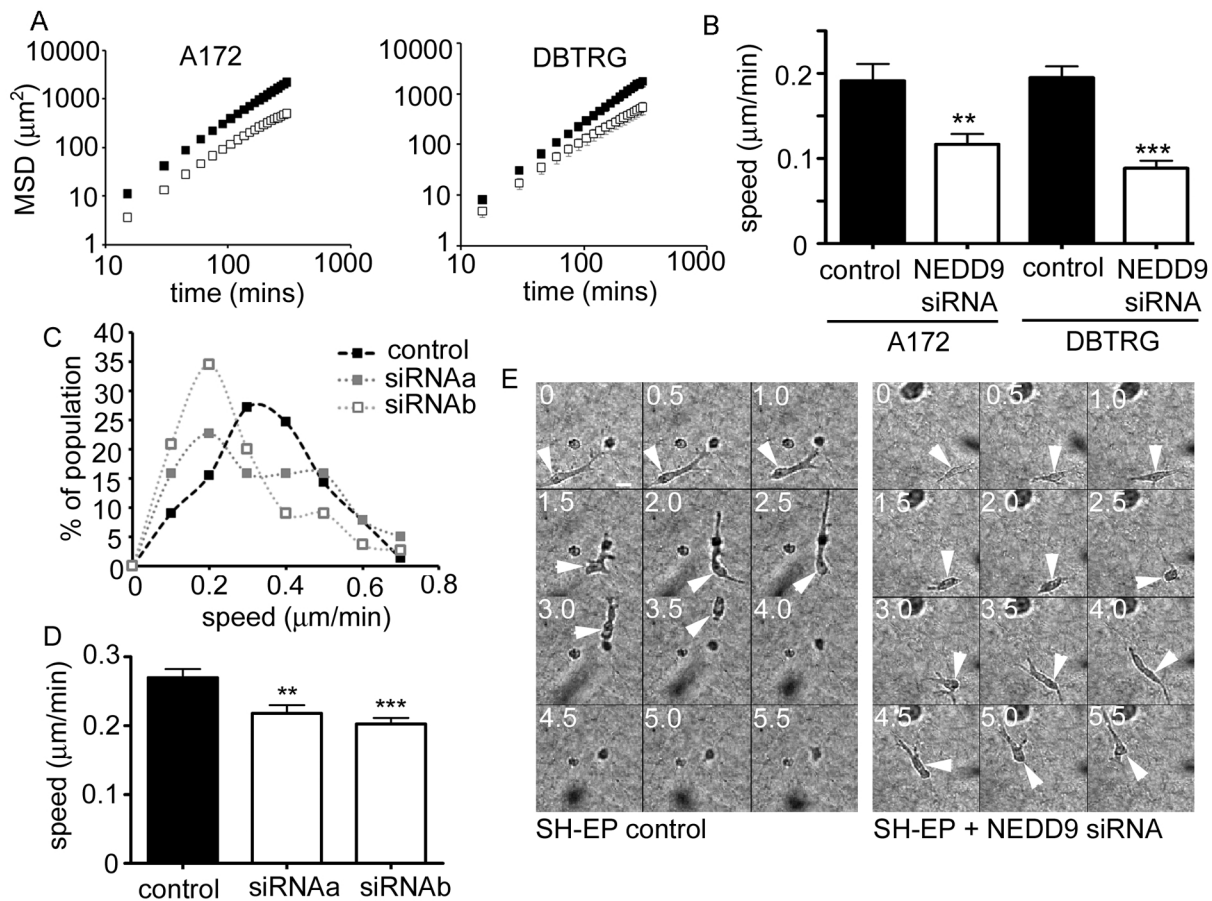 A
A172
DBTRG
MSD (μm²)
10000
1000
100
10
1
10 100 1000
time (mins)
10000
1000
100
10
1
10 100 1000
time (mins)
B
speed (μm/min)
0.2
0.1
0
**
***
control NEDD9 siRNA control NEDD9 siRNA
A172 DBTRG
C
% of population
40
35
30
25
20
15
10
5
0
0 0.2 0.4 0.6 0.8
speed (μm/min)
control
siRNAa
siRNAb
D
speed (μm/min)
0.3
0.2
0.1
0
**
***
control siRNAa siRNAb
E
0 0.5 1.0
1.5 2.0 2.5
3.0 3.5 4.0
4.5 5.0 5.5
SH-EP control
0 0.5 1.0
1.5 2.0 2.5
3.0 3.5 4.0
4.5 5.0 5.5
SH-EP + NEDD9 siRNA